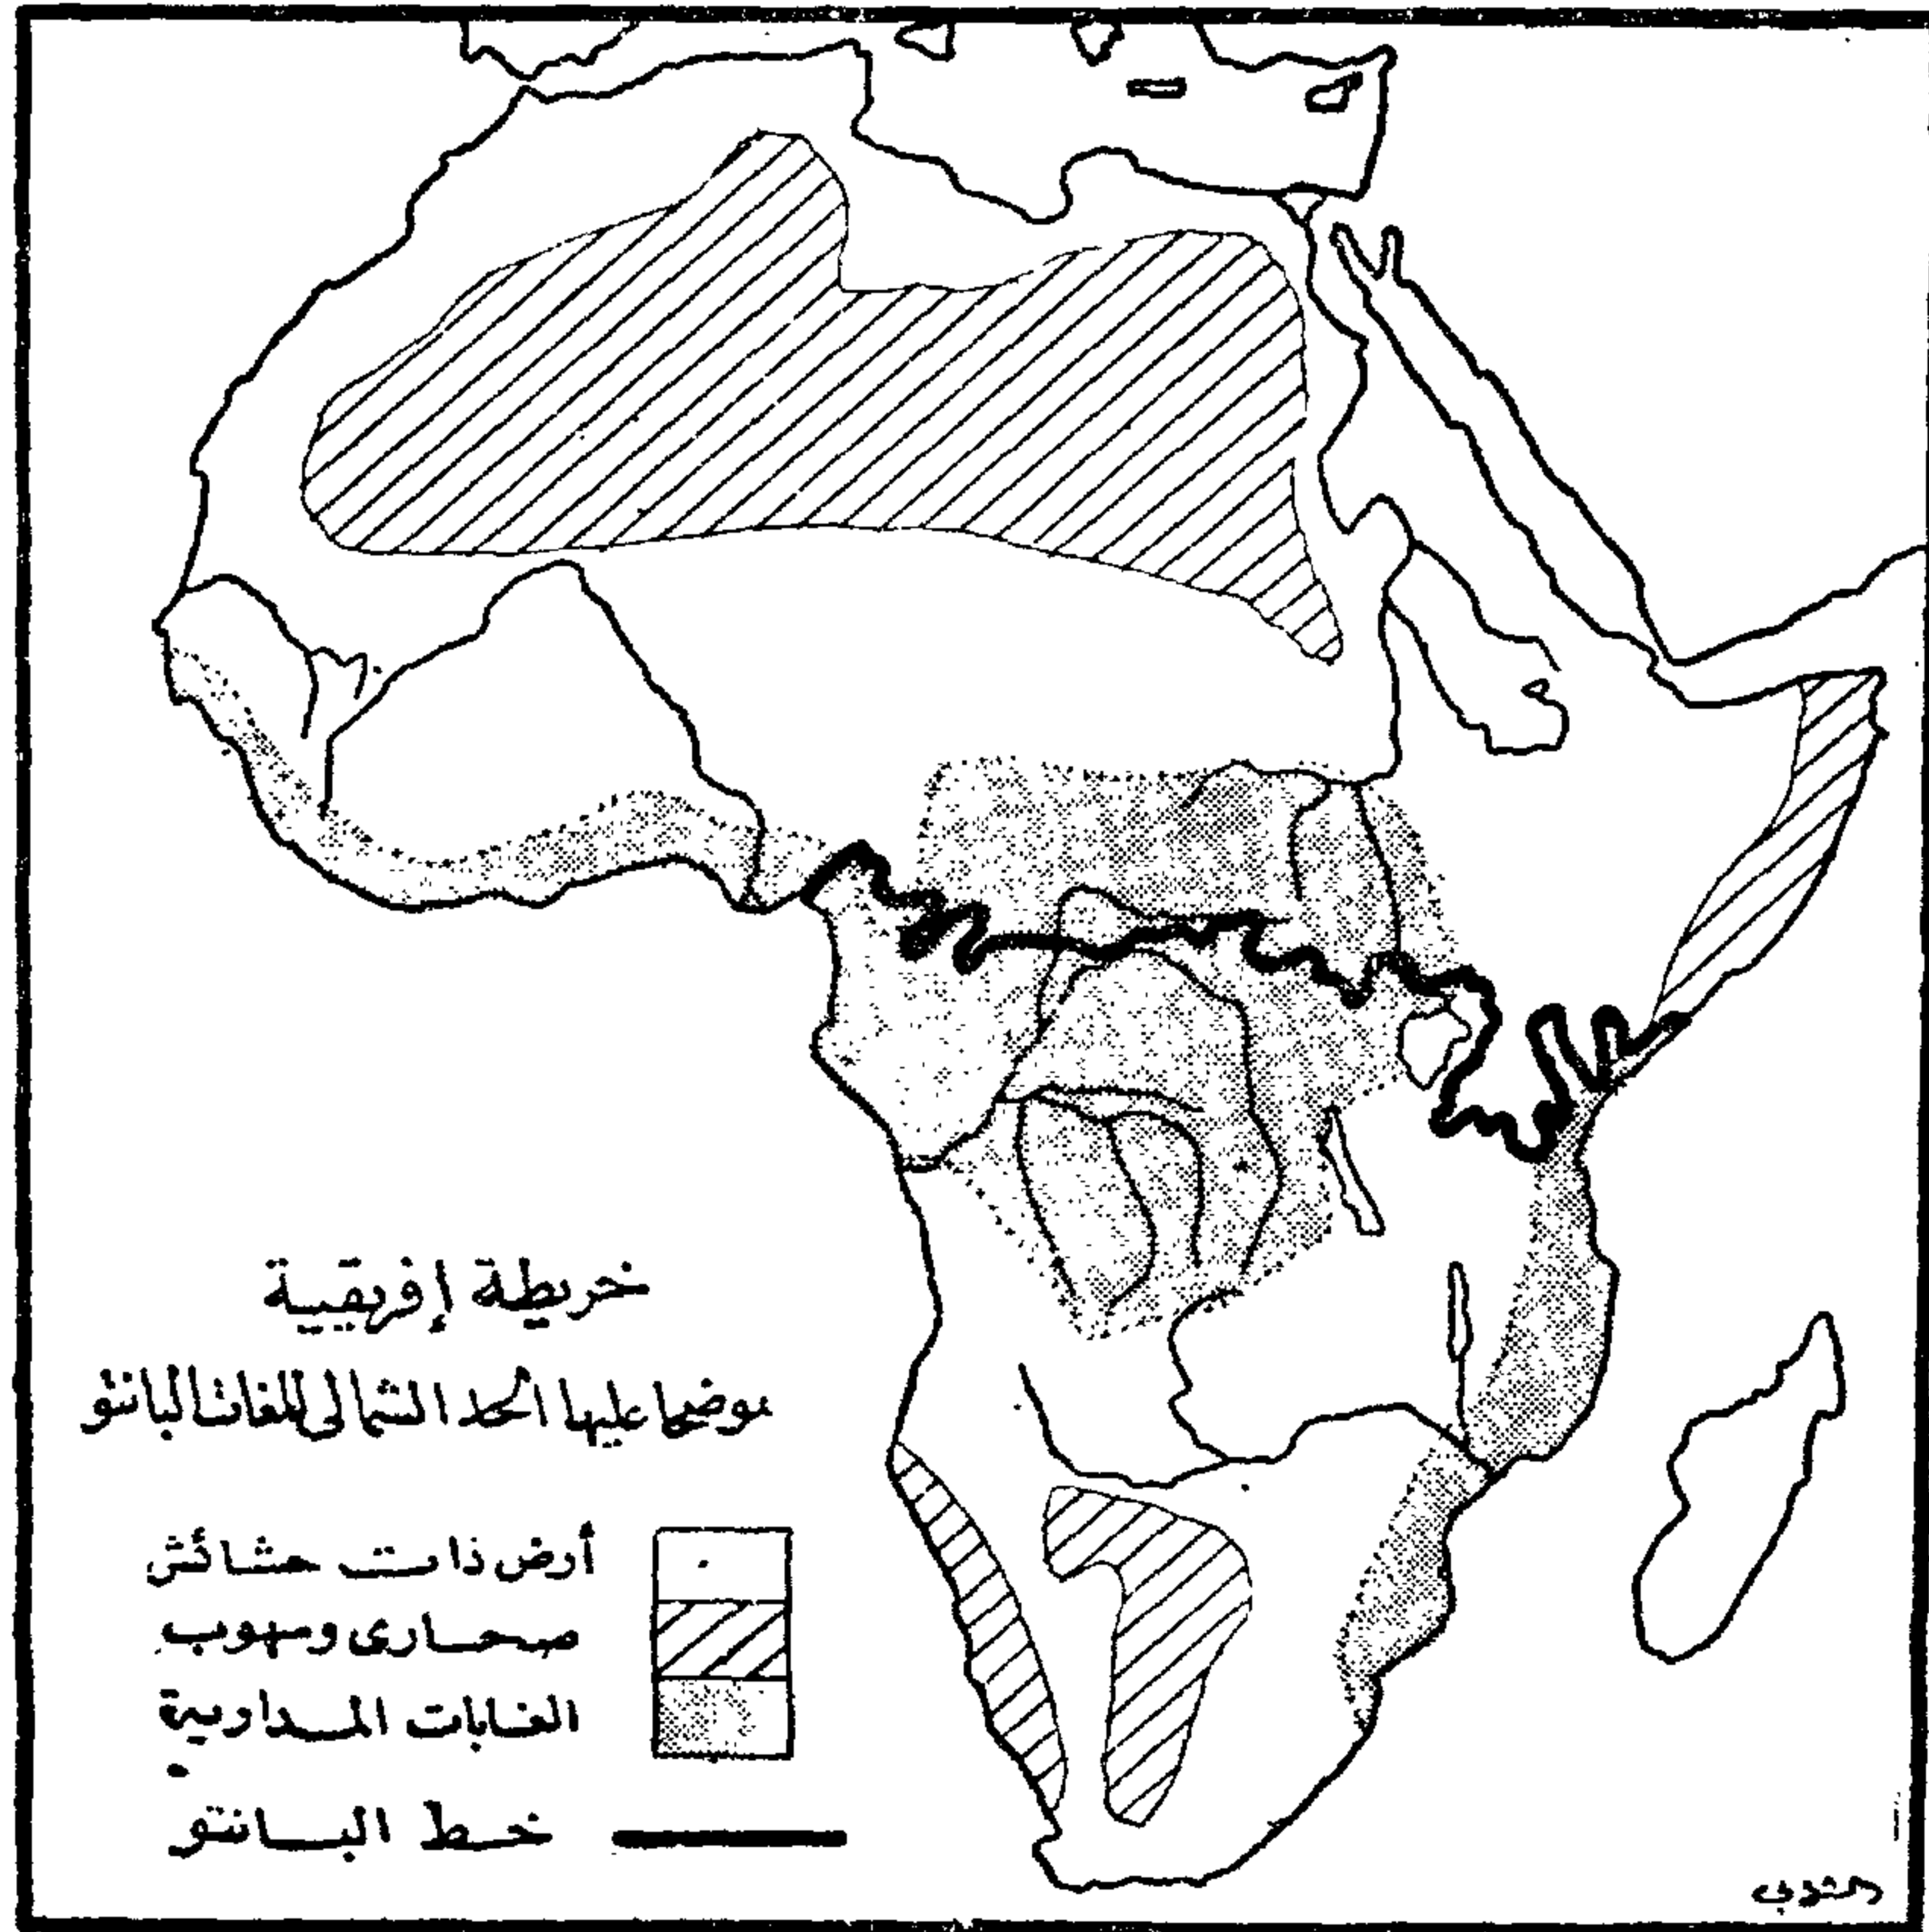 خريطة إفريقية
موضحا عليها الحد الشمالى للغات البانتو
أرض ذات حشائش
صحارى وسهوب
الغابات المدارية
خط البانتو